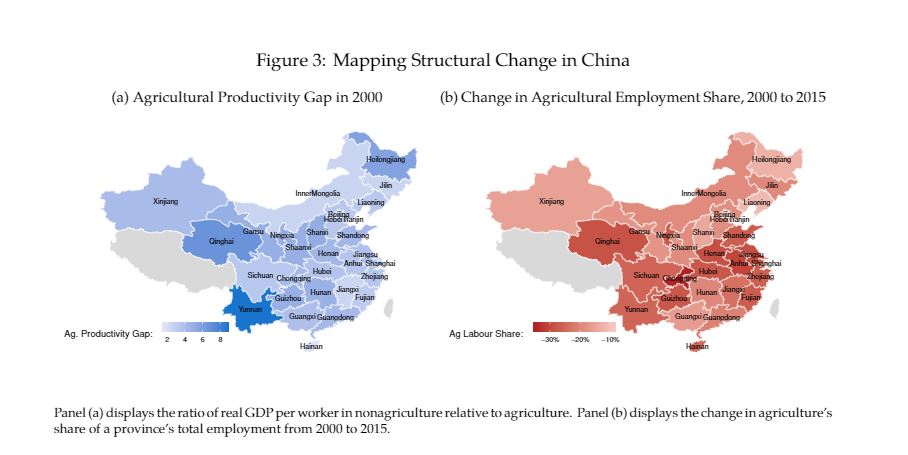 Figure 3: Mapping Structural Change in China
(a) Agricultural Productivity Gap in 2000
(b) Change in Agricultural Employment Share, 2000 to 2015
Heilongjiang
Jilin
InnerMongolia
Liaoning
Xinjiang
Beijing
Hebei Tianjin
Gansu
Ningxia
Shanxi
Shandong
Qinghai
Shaanxi
Henan
Jiangsu
Anhui Shanghai
Sichuan
Chongqing
Hubei
Zhejiang
Guizhou
Hunan
Jiangxi
Fujian
Yunnan
Guangxi
Guangdong
Hainan
Ag. Productivity Gap:
2 4 6 8
Heilongjiang
Jilin
InnerMongolia
Liaoning
Xinjiang
Beijing
Hebei Tianjin
Gansu
Ningxia
Shanxi
Shandong
Qinghai
Shaanxi
Henan
Jiangsu
Anhui Shanghai
Sichuan
Chongqing
Hubei
Zhejiang
Guizhou
Hunan
Jiangxi
Fujian
Yunnan
Guangxi
Guangdong
Hainan
Ag Labour Share:
−30% −20% −10%
Panel (a) displays the ratio of real GDP per worker in nonagriculture relative to agriculture. Panel (b) displays the change in agriculture's
share of a province's total employment from 2000 to 2015.